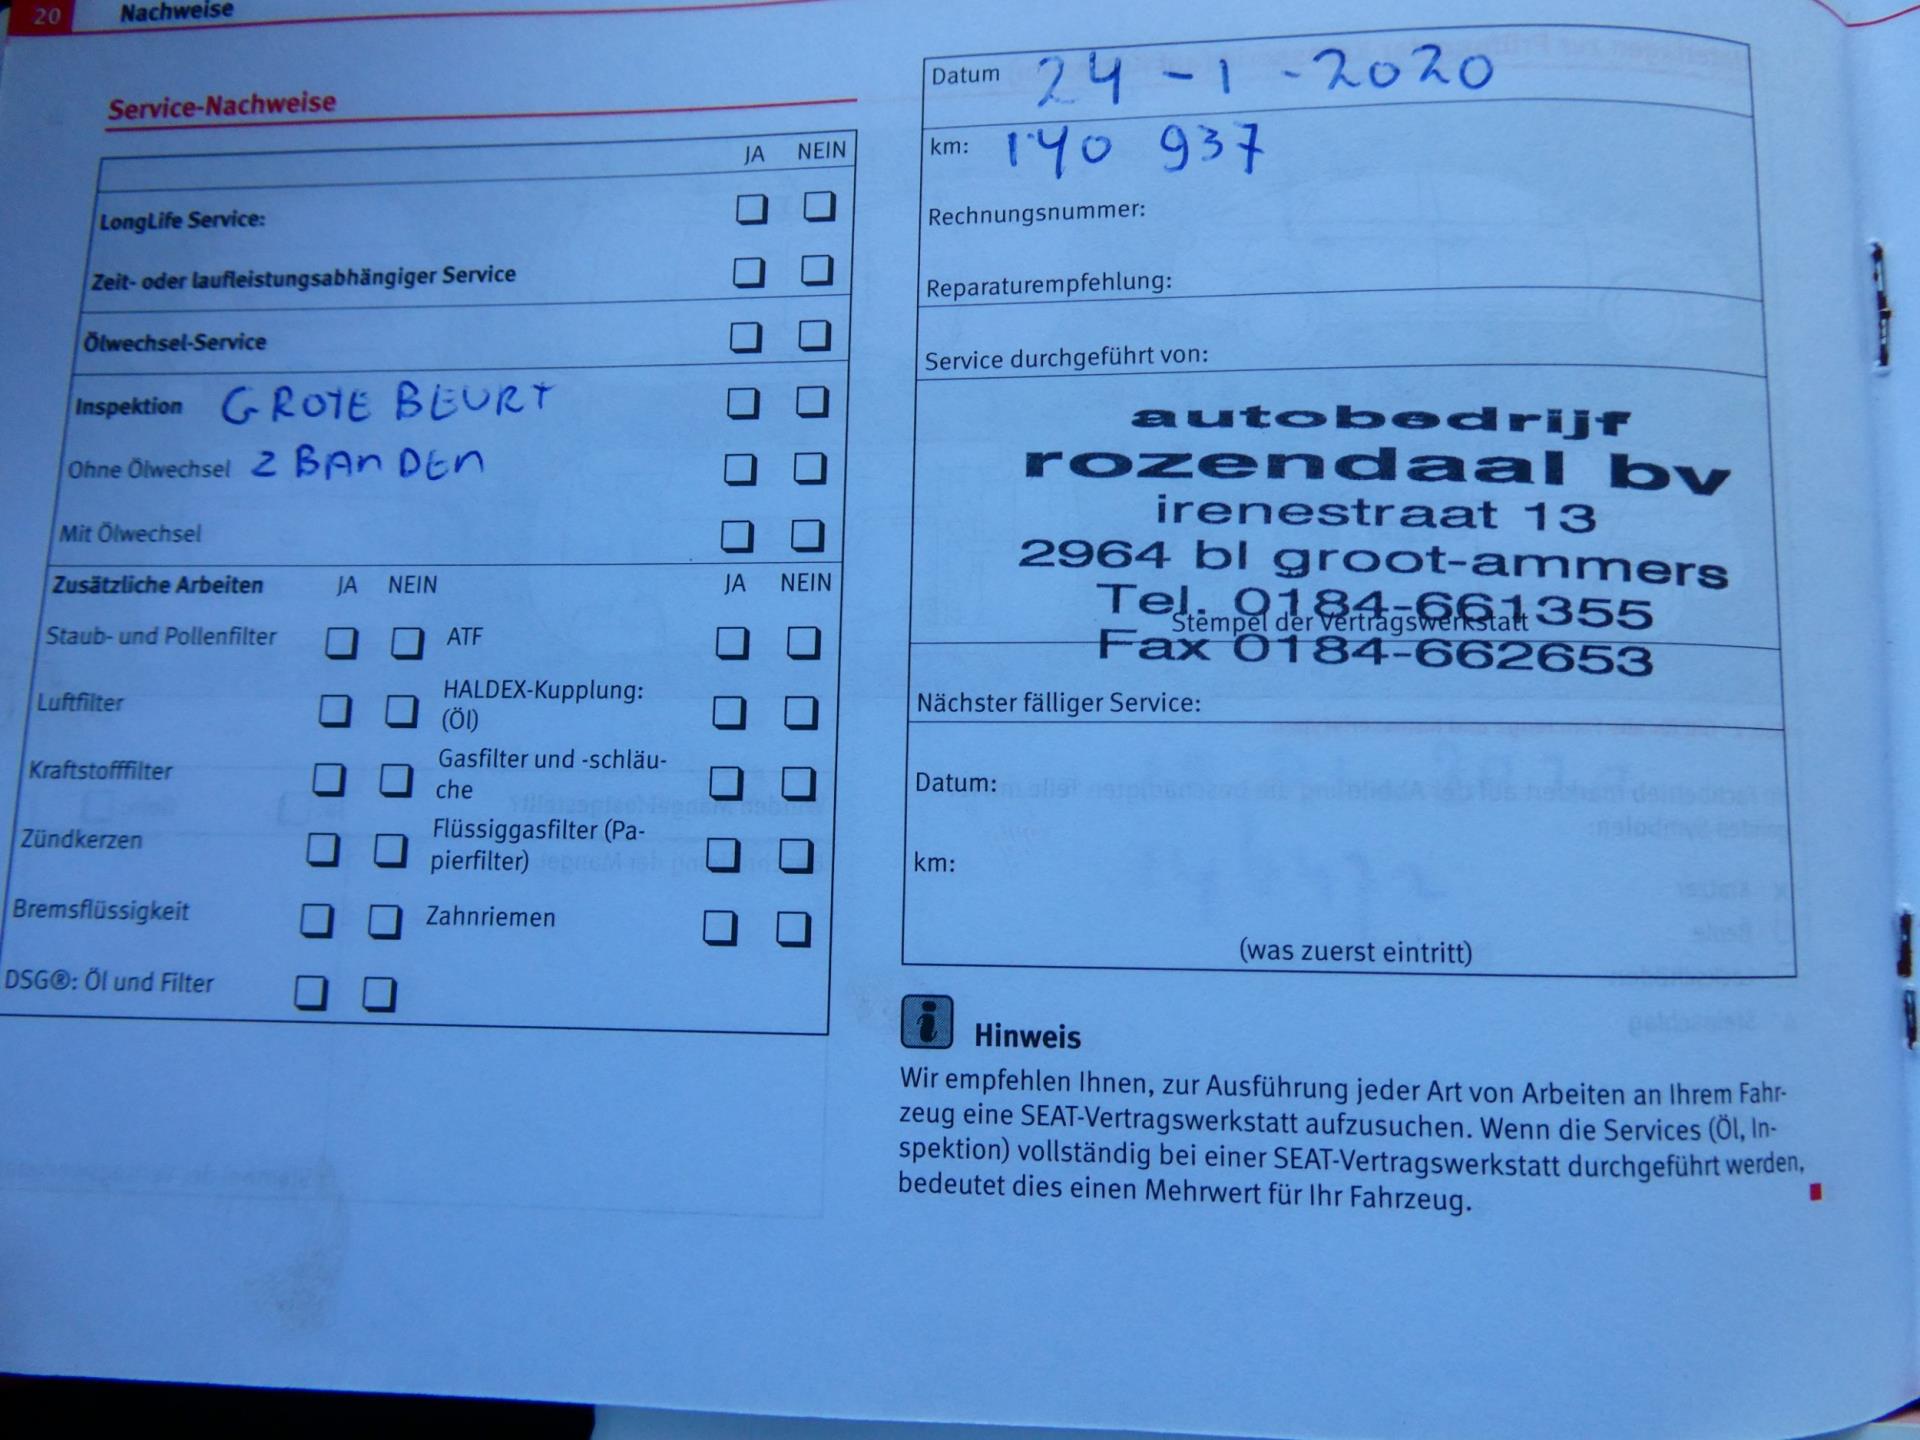 20 Nachweise
Service-Nachweise
JA NEIN
LongLife Service:
Zeit- oder laufleistungsabhängiger Service
Ölwechsel-Service
Inspektion GROTE BEURT
Ohne Ölwechsel 2 BANDEN
Mit Ölwechsel
Zusätzliche Arbeiten JA NEIN JA NEIN
Staub- und Pollenfilter ATF
Luftfilter HALDEX-Kupplung:
(Öl)
Kraftstofffilter Gasfilter und -schläu-
che
Zündkerzen Flüssiggasfilter (Pa-
pierfilter)
Bremsflüssigkeit Zahnriemen
DSG®: Öl und Filter
Datum 24-1-2020
km: 140 937
Rechnungsnummer:
Reparaturempfehlung:
Service durchgeführt von:
autobedrijf
rozendaal bv
irenestraat 13
2964 bl groot-ammers
Tel. 0184-661355
Stempel der Vertragswerkstatt
Fax 0184-662653
Nächster fälliger Service:
Datum:
km:
(was zuerst eintritt)
i Hinweis
Wir empfehlen Ihnen, zur Ausführung jeder Art von Arbeiten an Ihrem Fahr-
zeug eine SEAT-Vertragswerkstatt aufzusuchen. Wenn die Services (Öl, In-
spektion) vollständig bei einer SEAT-Vertragswerkstatt durchgeführt werden,
bedeutet dies einen Mehrwert für Ihr Fahrzeug.